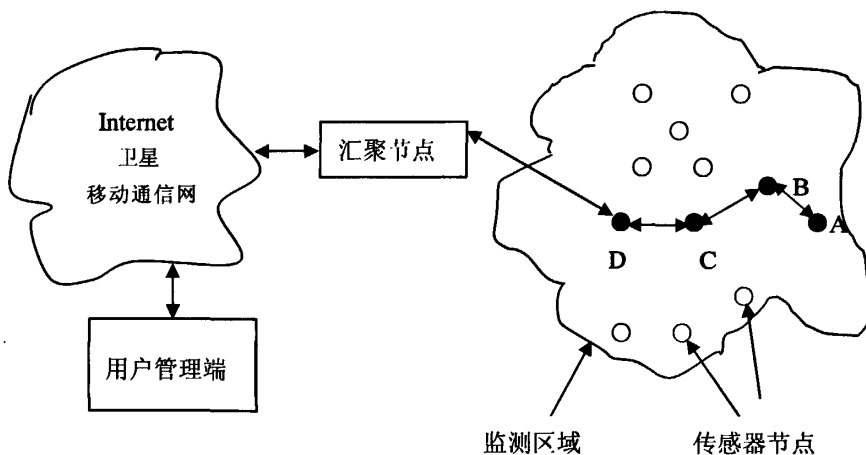 Internet
卫星
移动通信网
汇聚节点
B
A
D
C
用户管理端
监测区域
传感器节点